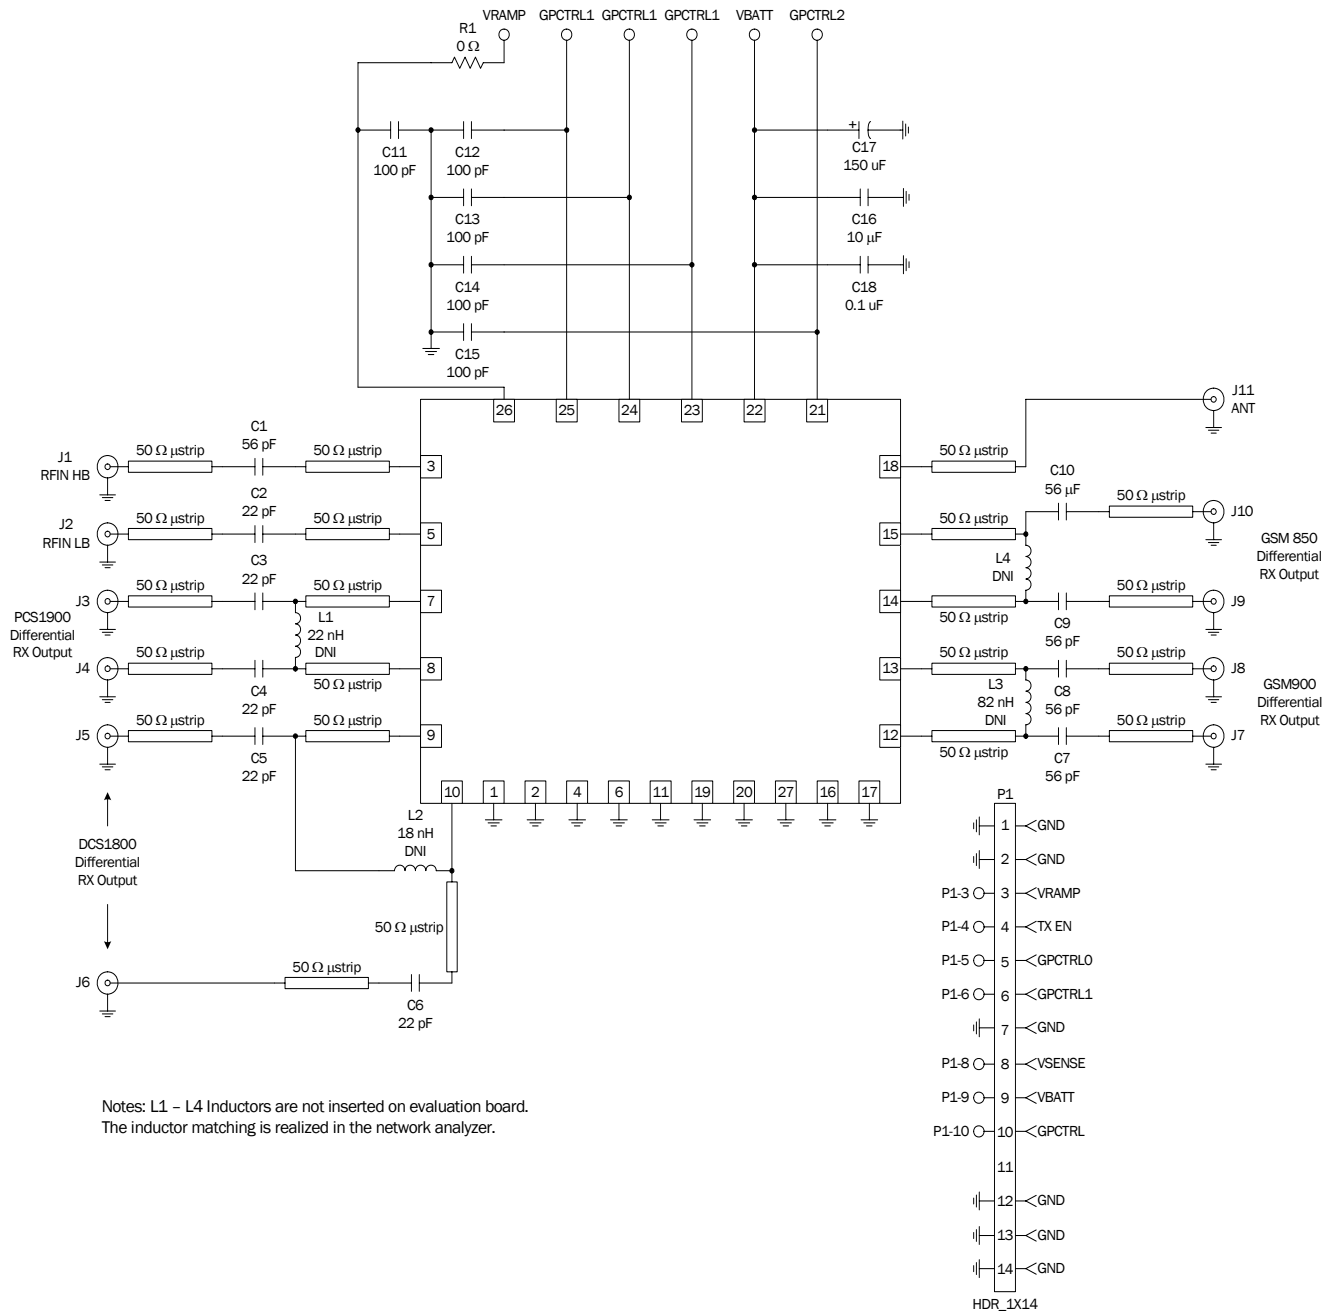 VRAMP GPCTRL1 GPCTRL1 GPCTRL1 VBATT GPCTRL2
R1
0 Ω
C11
100 pF
C12
100 pF
+
C17
150 uF
C13
100 pF
C16
10 µF
C14
100 pF
C18
0.1 uF
C15
100 pF
26 25 24 23 22 21
J11
ANT
J1
RFIN HB
50 Ω µstrip
C1
56 pF
50 Ω µstrip
3
18
50 Ω µstrip
J2
RFIN LB
50 Ω µstrip
C2
22 pF
50 Ω µstrip
5
15
50 Ω µstrip
C10
56 µF
50 Ω µstrip
J10
L4
DNI
GSM 850
Differential
RX Output
J3
50 Ω µstrip
C3
22 pF
50 Ω µstrip
7
14
50 Ω µstrip
C9
56 pF
50 Ω µstrip
J9
PCS1900
Differential
RX Output
L1
22 nH
DNI
J4
50 Ω µstrip
C4
22 pF
50 Ω µstrip
8
13
50 Ω µstrip
C8
56 pF
50 Ω µstrip
J8
L3
82 nH
DNI
GSM900
Differential
RX Output
J5
50 Ω µstrip
C5
22 pF
50 Ω µstrip
9
12
50 Ω µstrip
C7
56 pF
50 Ω µstrip
J7
10 1 2 4 6 11 19 20 27 16 17
L2
18 nH
DNI
DCS1800
Differential
RX Output
50 Ω µstrip
J6
50 Ω µstrip
C6
22 pF
P1
1 GND
2 GND
P1-3 3 VRAMP
P1-4 4 TX EN
P1-5 5 GPCTRL0
P1-6 6 GPCTRL1
7 GND
P1-8 8 VSENSE
P1-9 9 VBATT
P1-10 10 GPCTRL
11
12 GND
13 GND
14 GND
HDR_1X14
Notes: L1 – L4 Inductors are not inserted on evaluation board.
The inductor matching is realized in the network analyzer.